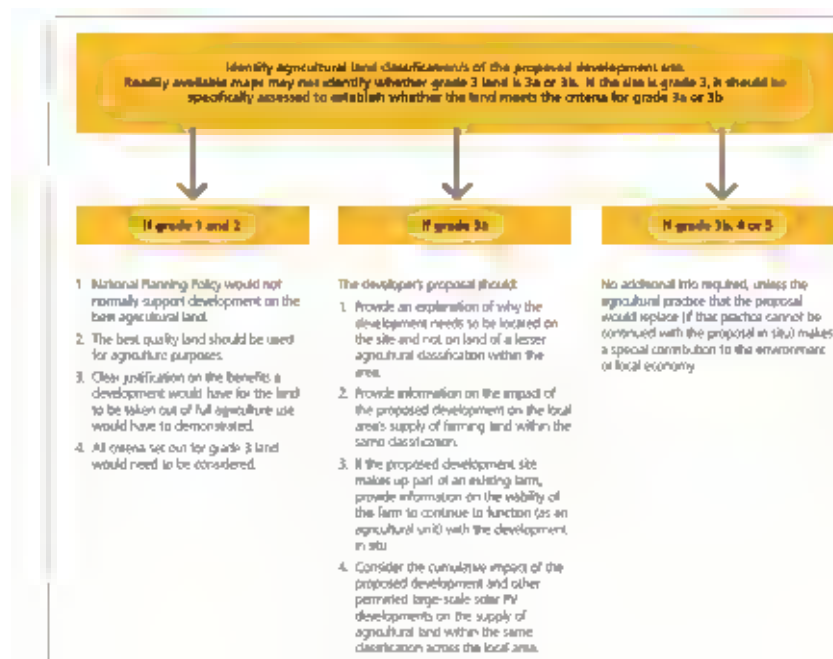 Identify agricultural land classification/s of the proposed development area.
Readily available maps may not identify whether grade 3 land is 3a or 3b. If the site is grade 3, it should be
specifically assessed to establish whether the land meets the criteria for grade 3a or 3b
If grade 1 and 2
1. National Planning Policy would not
normally support development on the
best agricultural land.
2. The best quality land should be used
for agriculture purposes.
3. Clear justification on the benefits a
development would have for the land
to be taken out of full agriculture use
would have to demonstrated.
4. All criteria set out for grade 3 land
would need to be considered.
If grade 3a
The developer's proposal should:
1. Provide an explanation of why the
development needs to be located on
the site and not on land of a lesser
agricultural classification within the
area.
2. Provide information on the impact of
the proposed development on the local
area's supply of farming land within the
same classification.
3. If the proposed development site
makes up part of an existing farm,
provide information on the viability of
this farm to continue to function (as an
agricultural unit) with the development
in situ
4. Consider the cumulative impact of the
proposed development and other
permitted large-scale solar PV
developments on the supply of
agricultural land within the same
classification across the local area.
If grade 3b, 4 or 5
No additional info required, unless the
agricultural practice that the proposal
would replace (if that practice cannot be
continued with the proposal in situ) makes
a special contribution to the environment
or local economy